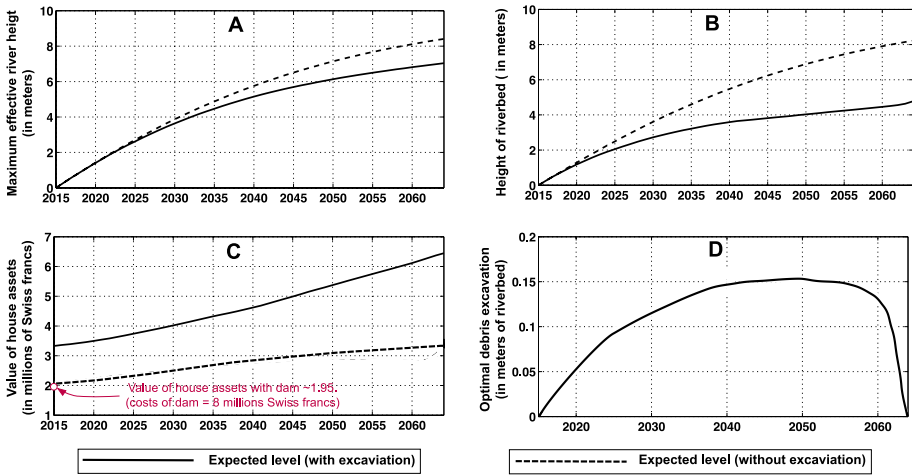 A
Maximum effective river heigt
(in meters)
10
8
6
4
2
0
2015 2020 2025 2030 2035 2040 2045 2050 2055 2060
B
Height of riverbed ( in meters)
10
8
6
4
2
0
2015 2020 2025 2030 2035 2040 2045 2050 2055 2060
C
Value of house assets
(in millions of Swiss francs)
7
6
5
4
3
2
1
Value of house assets with dam ~1.95.
(costs of dam = 8 millions Swiss francs)
2015 2020 2025 2030 2035 2040 2045 2050 2055 2060
D
Optimal debris excavation
(in meters of riverbed)
0.2
0.15
0.1
0.05
0
2020 2030 2040 2050 2060
Expected level (with excaviation)
Expected level (without excaviation)